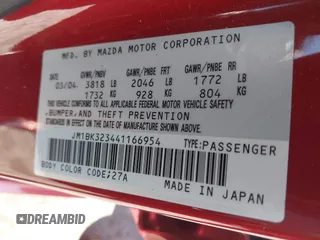 MFD. BY MAZDA MOTOR CORPORATION
GVWR/PNBV GAWR/PNBE FRT GAWR/PNBE RR
03/04 3818 LB 2046 LB 1772 LB
1732 KG 928 KG 804 KG
THIS VEHICLE CONFORMS TO ALL APPLICABLE
FEDERAL MOTOR VEHICLE SAFETY,
BUMPER, AND THEFT PREVENTION
STANDARDS IN EFFECT ON THE DATE OF
MANUFACTURE SHOWN ABOVE.
JM1BK323441166954 TYPE:PASSENGER
BODY COLOR CODE;27A
MADE IN JAPAN
DREAMBID